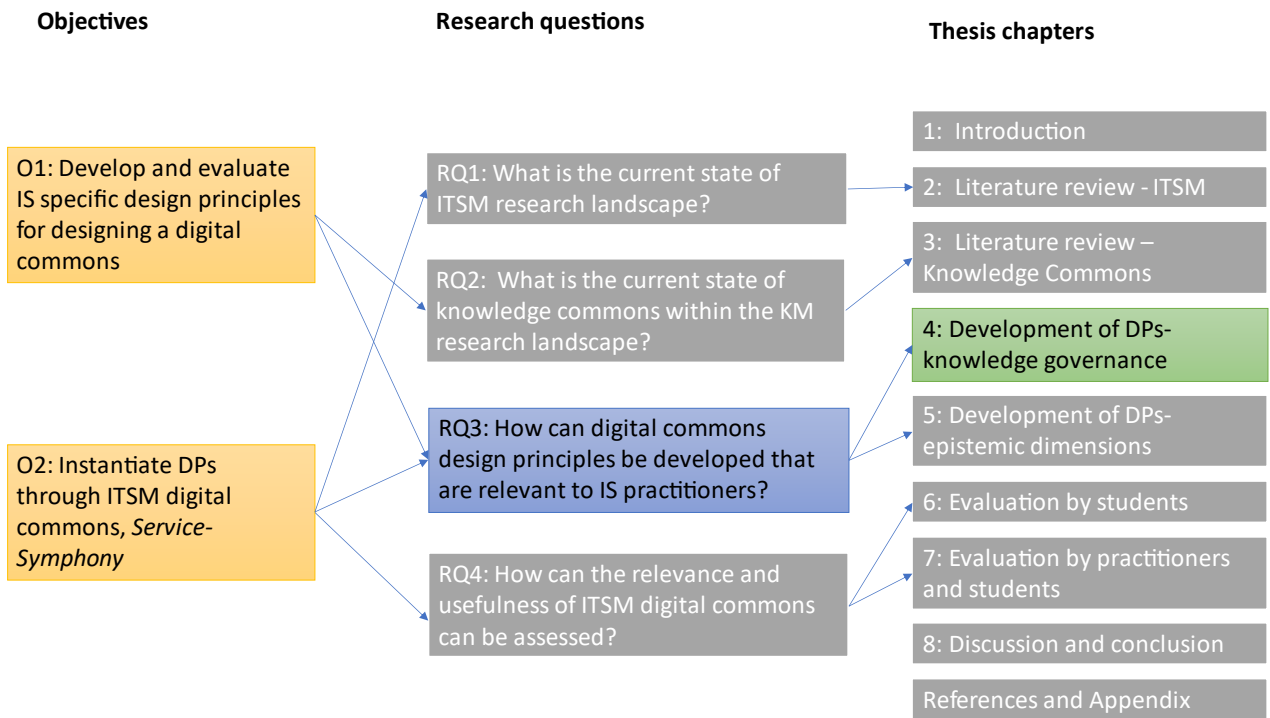 Objectives
Research questions
Thesis chapters
O1: Develop and evaluate
IS specific design principles
for designing a digital
commons
O2: Instantiate DPs
through ITSM digital
commons, Service-
Symphony
RQ1: What is the current state of
ITSM research landscape?
RQ2:  What is the current state of
knowledge commons within the KM
research landscape?
RQ3: How can digital commons
design principles be developed that
are relevant to IS practitioners?
RQ4: How can the relevance and
usefulness of ITSM digital commons
can be assessed?
1:  Introduction
2:  Literature review - ITSM
3:  Literature review –
Knowledge Commons
4: Development of DPs-
knowledge governance
5: Development of DPs-
epistemic dimensions
6: Evaluation by students
7: Evaluation by practitioners
and students
8: Discussion and conclusion
References and Appendix